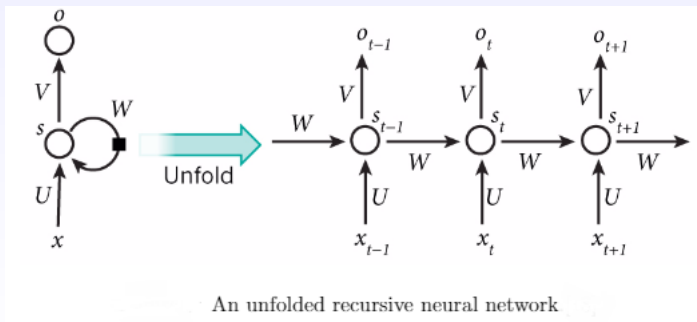 o
V
W
s
U
x
Unfold
o_{t-1} o_t o_{t+1}
V V V
W s_{t-1} s_t s_{t+1}
W W W
U U U
x_{t-1} x_t x_{t+1}
An unfolded recursive neural network